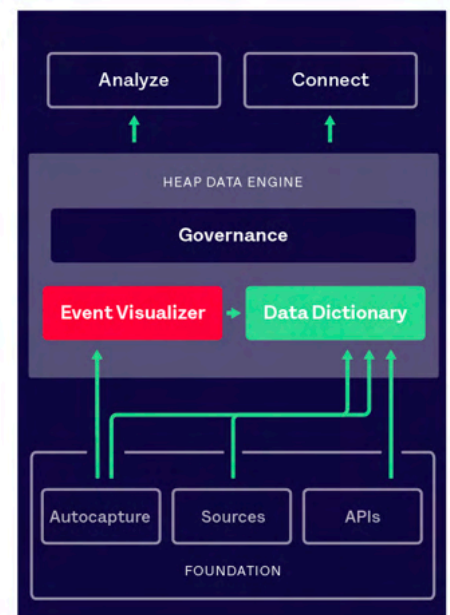 Analyze
Connect
HEAP DATA ENGINE
Governance
Event Visualizer
Data Dictionary
Autocapture
Sources
APIs
FOUNDATION